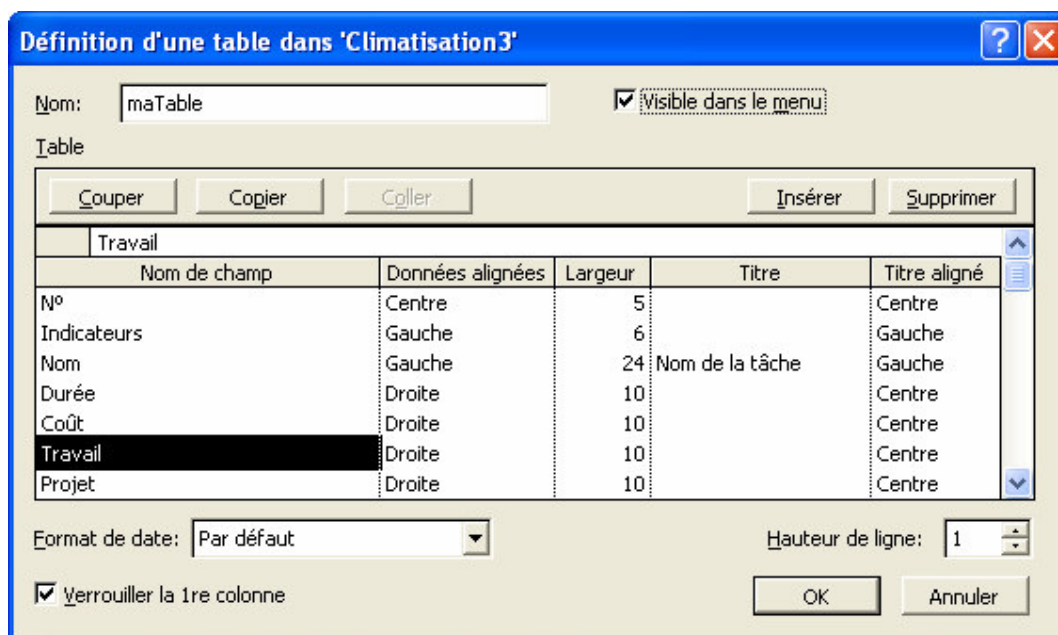 Définition d'une table dans 'Climatisation3'
Nom: maTable Visible dans le menu
Table
Couper Copier Coller Insérer Supprimer
Travail
Nom de champ Données alignées Largeur Titre Titre aligné
Nº Centre 5 Centre
Indicateurs Gauche 6 Gauche
Nom Gauche 24 Nom de la tâche Gauche
Durée Droite 10 Centre
Coût Droite 10 Centre
Travail Droite 10 Centre
Projet Droite 10 Centre
Format de date: Par défaut Hauteur de ligne: 1
Verrouiller la 1re colonne OK Annuler